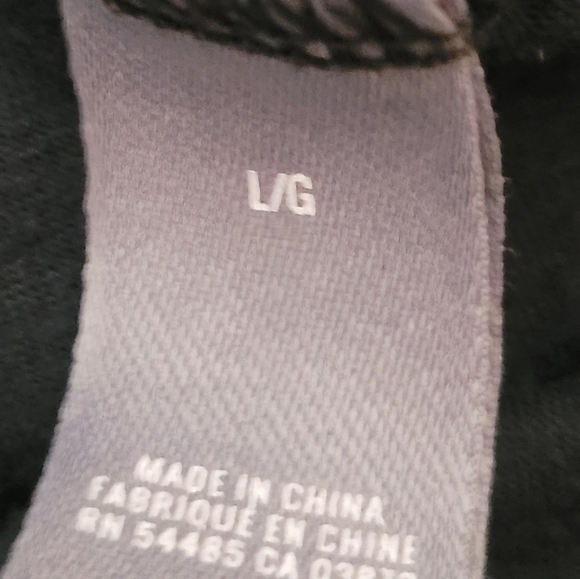 L/G
MADE IN CHINA
FABRIQUÉ EN CHINE
RN 54485 CA